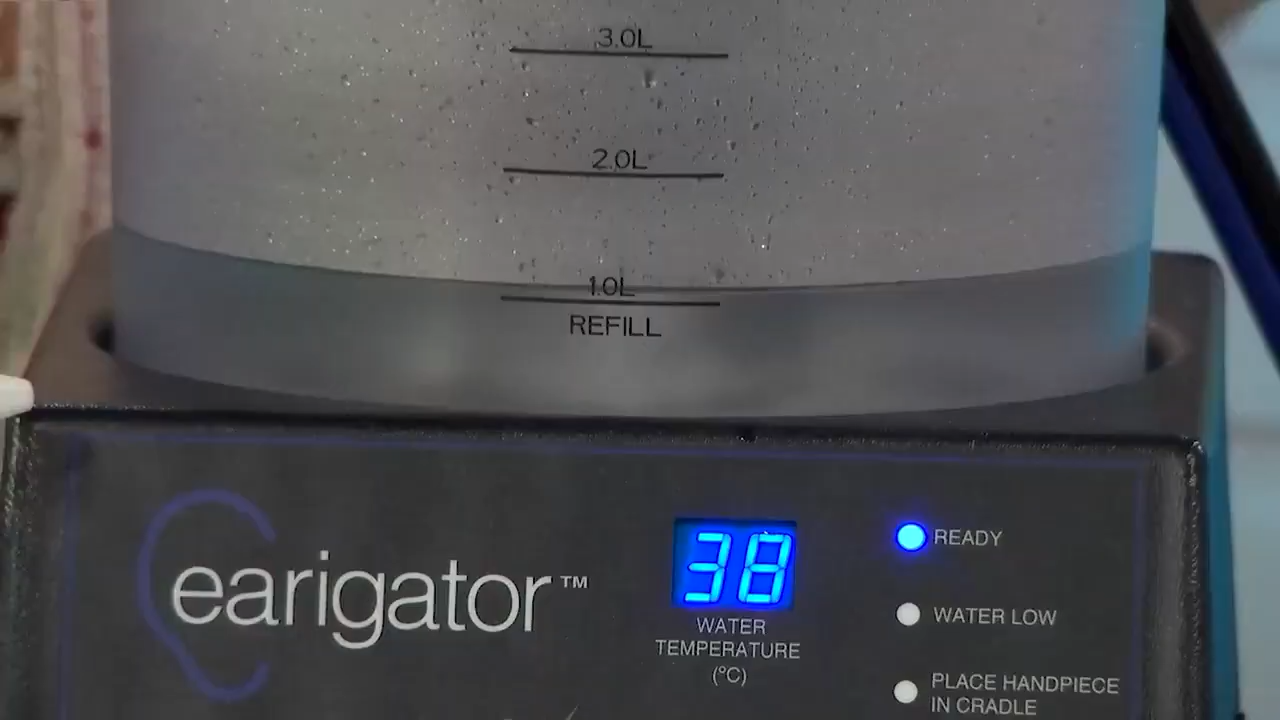 3.0L
2.0L
1.0L
REFILL
earigator™
38
WATER
TEMPERATURE
(°C)
READY
WATER LOW
PLACE HANDPIECE
IN CRADLE